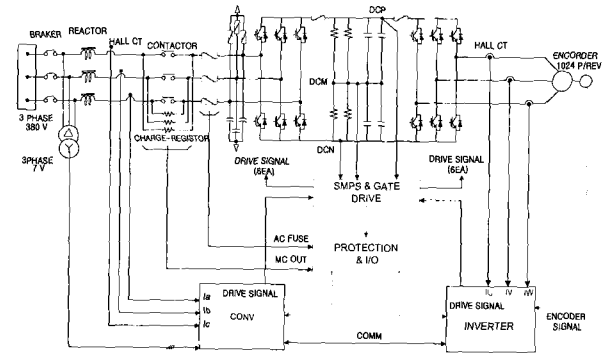 BRAKER
REACTOR
HALL CT
CONTACTOR
DCP
HALL CT
ENCORDER
1024 P/REV
DCM
3 PHASE
380 V
CHARGE-REGISTOR
DCN
3PHASE
7 V
DRIVE SIGNAL
(6EA)
DRIVE SIGNAL
(6EA)
SMPS & GATE
DRIVE
AC FUSE
MC OUT
PROTECTION
& I/O
Ia
Ib
Ic
DRIVE SIGNAL
CONV
IU
IV
IW
DRIVE SIGNAL
INVERTER
ENCODER
SIGNAL
COMM